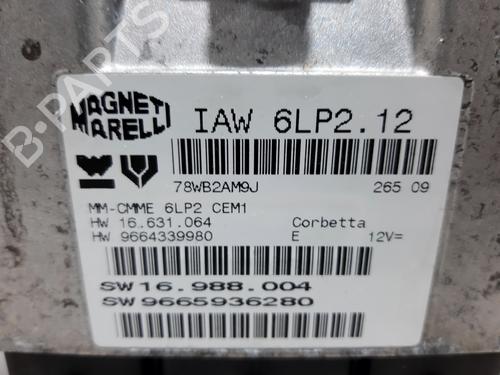 MAGNETI
MARELLI
IAW 6LP2.12
78WB2AM9J 265 09
MM-CMME 6LP2 CEM1
HW 16.631.064 Corbetta
HW 9664339980 E 12V=
SW 16.988.004
SW 9665936280
B-PARTS